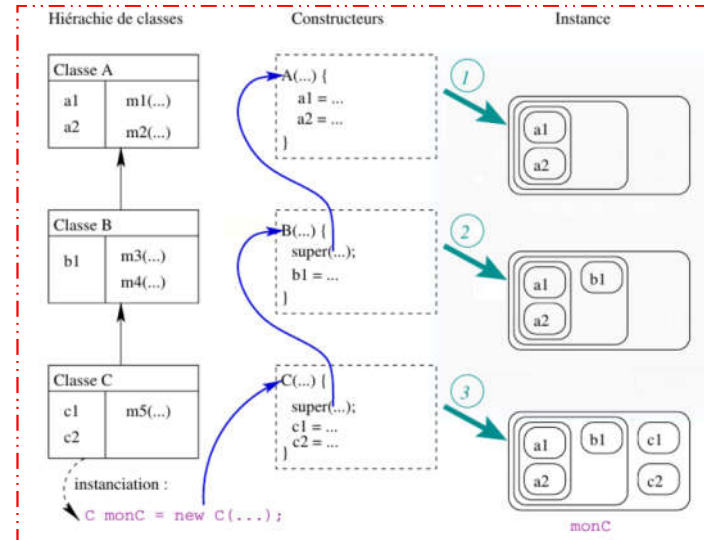 Hiérachie de classes
Constructeurs
Instance
Classe A
a1 m1(...)
a2 m2(...)
Classe B
b1 m3(...)
m4(...)
Classe C
c1 m5(...)
c2
instanciation :
C monC = new C(...);
A(...) {
a1 = ...
a2 = ...
}
B(...) {
super(...);
b1 = ...
}
C(...) {
super(...);
c1 = ...
c2 = ...
}
1
a1
a2
2
a1 b1
a2
3
a1 b1 c1
a2 c2
monC